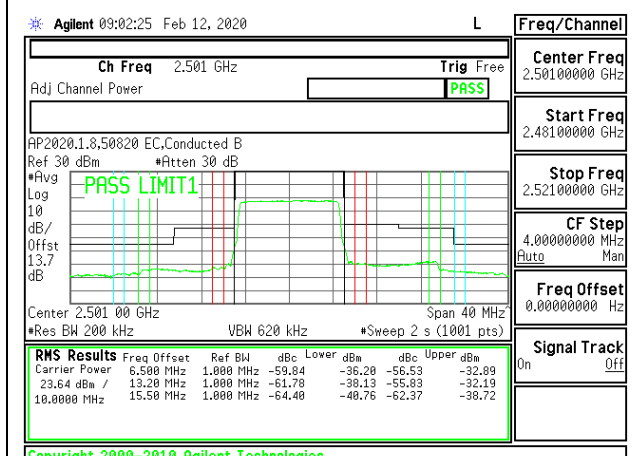 Agilent 09:02:25 Feb 12, 2020 L
Freq/Channel
Ch Freq 2.501 GHz Trig Free
Adj Channel Power PASS
AP2020.1.8,50820 EC,Conducted B
Ref 30 dBm #Atten 30 dB
#Avg
Log
10
dB/
Offst
13.7
dB
PASS LIMIT1
Center 2.501 00 GHz Span 40 MHz^
#Res BW 200 kHz VBW 620 kHz #Sweep 2 s (1001 pts)
RMS Results Freq Offset Ref BW dBc Lower dBm dBc Upper dBm
Carrier Power 6.500 MHz 1.000 MHz -59.84 -36.20 -56.53 -32.89
23.64 dBm / 13.20 MHz 1.000 MHz -61.78 -38.13 -55.83 -32.19
10.0000 MHz 15.50 MHz 1.000 MHz -64.40 -40.76 -62.37 -38.72
Copyright 2000-2010 Agilent Technologies
Center Freq
2.50100000 GHz
Start Freq
2.48100000 GHz
Stop Freq
2.52100000 GHz
CF Step
4.00000000 MHz
Auto Man
Freq Offset
0.00000000 Hz
Signal Track
On Off